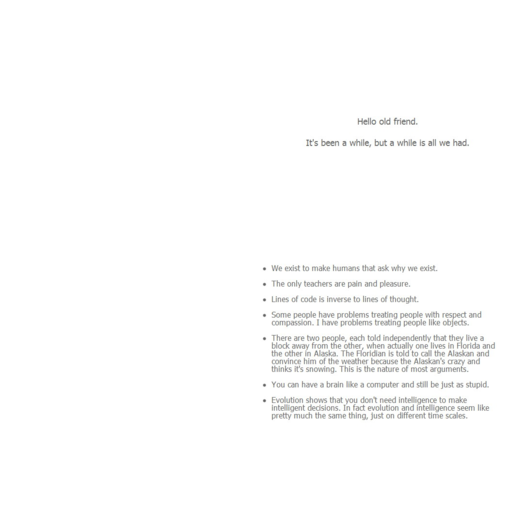 Hello old friend.
It's been a while, but a while is all we had.
• We exist to make humans that ask why we exist.
• The only teachers are pain and pleasure.
• Lines of code is inverse to lines of thought.
• Some people have problems treating people with respect and
compassion. I have problems treating people like objects.
• There are two people, each told independently that they live a
block away from the other, when actually one lives in Florida and
the other in Alaska. The Floridian is told to call the Alaskan and
convince him of the weather because the Alaskan's crazy and
thinks it's snowing. This is the nature of most arguments.
• You can have a brain like a computer and still be just as stupid.
• Evolution shows that you don't need intelligence to make
intelligent decisions. In fact evolution and intelligence seem like
pretty much the same thing, just on different time scales.